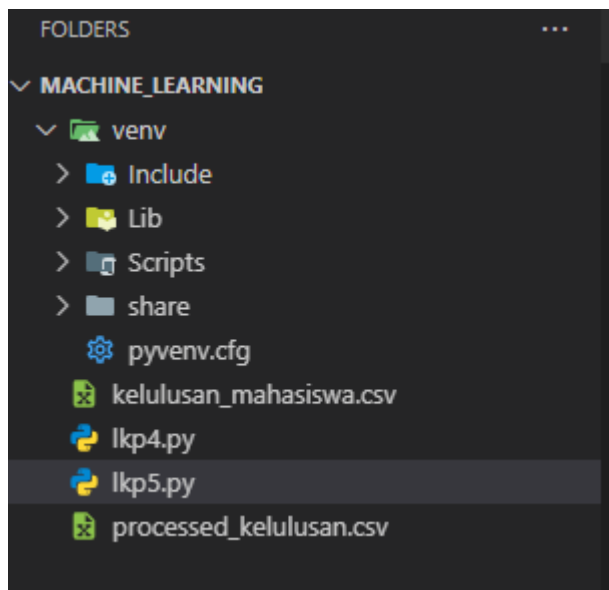 FOLDERS ...
MACHINE_LEARNING
venv
Include
Lib
Scripts
share
pyvenv.cfg
kelulusan_mahasiswa.csv
lkp4.py
lkp5.py
processed_kelulusan.csv